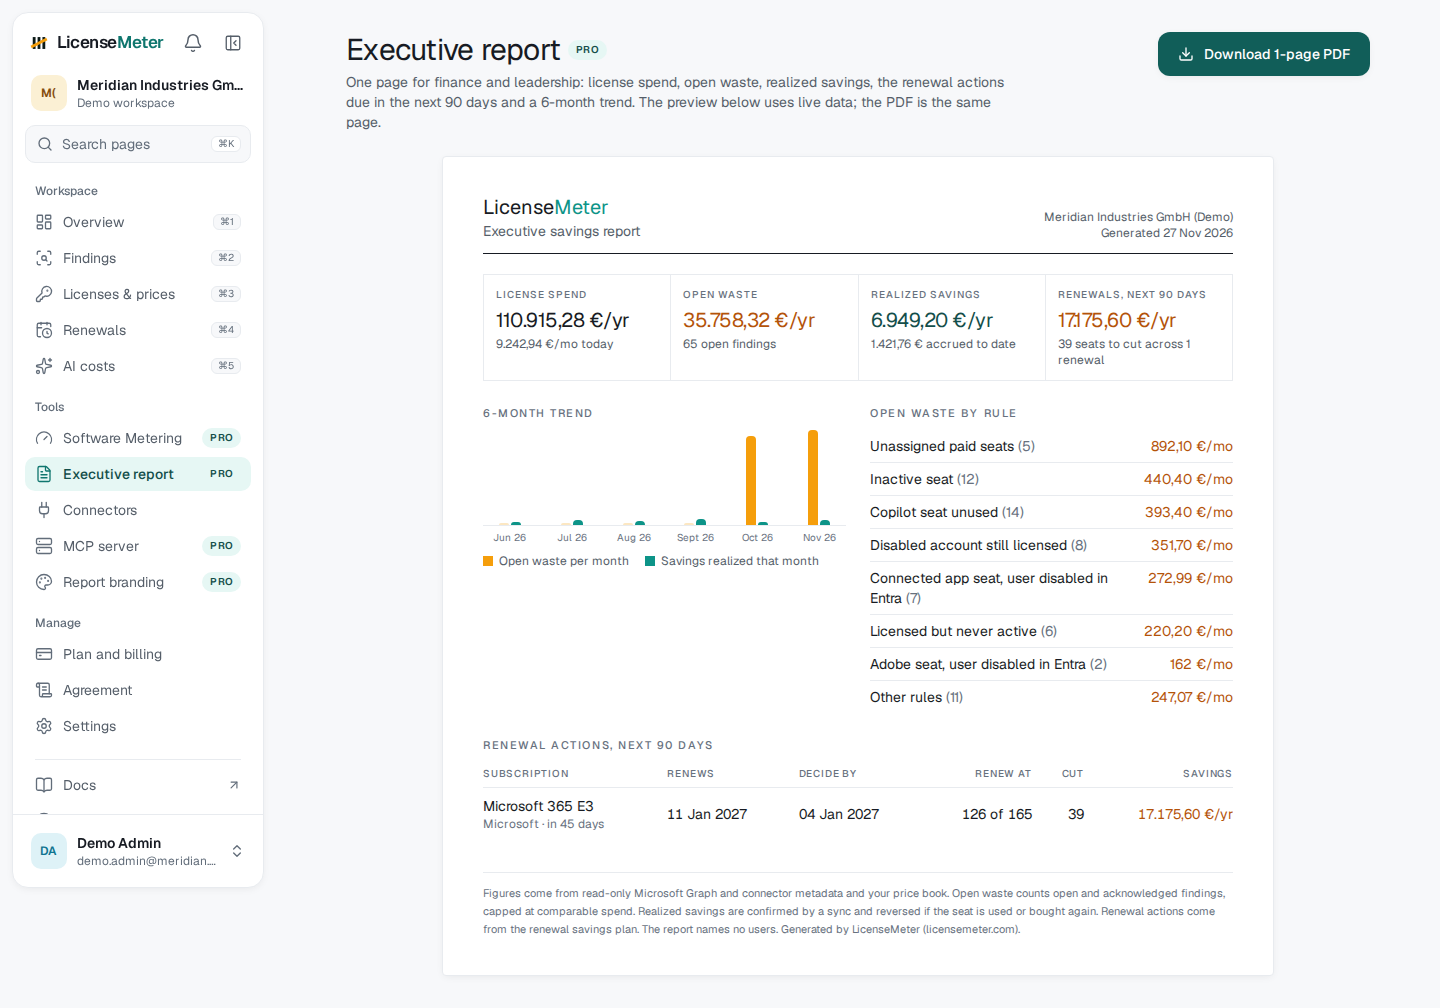 LicenseMeter
M(
Meridian Industries Gm...
Demo workspace
Search pages ⌘K
Workspace
Overview ⌘1
Findings ⌘2
Licenses & prices ⌘3
Renewals ⌘4
AI costs ⌘5
Tools
Software Metering PRO
Executive report PRO
Connectors
MCP server PRO
Report branding PRO
Manage
Plan and billing
Agreement
Settings
Docs
DA
Demo Admin
demo.admin@meridian....
Executive report PRO
One page for finance and leadership: license spend, open waste, realized savings, the renewal actions
due in the next 90 days and a 6-month trend. The preview below uses live data; the PDF is the same
page.
Download 1-page PDF
LicenseMeter
Executive savings report
Meridian Industries GmbH (Demo)
Generated 27 Nov 2026
LICENSE SPEND
110.915,28 €/yr
9.242,94 €/mo today
OPEN WASTE
35.758,32 €/yr
65 open findings
REALIZED SAVINGS
6.949,20 €/yr
1.421,76 € accrued to date
RENEWALS, NEXT 90 DAYS
17.175,60 €/yr
39 seats to cut across 1
renewal
6-MONTH TREND
Jun 26 Jul 26 Aug 26 Sept 26 Oct 26 Nov 26
Open waste per month Savings realized that month
OPEN WASTE BY RULE
Unassigned paid seats (5) 892,10 €/mo
Inactive seat (12) 440,40 €/mo
Copilot seat unused (14) 393,40 €/mo
Disabled account still licensed (8) 351,70 €/mo
Connected app seat, user disabled in 272,99 €/mo
Entra (7)
Licensed but never active (6) 220,20 €/mo
Adobe seat, user disabled in Entra (2) 162 €/mo
Other rules (11) 247,07 €/mo
RENEWAL ACTIONS, NEXT 90 DAYS
SUBSCRIPTION RENEWS DECIDE BY RENEW AT CUT SAVINGS
Microsoft 365 E3 11 Jan 2027 04 Jan 2027 126 of 165 39 17.175,60 €/yr
Microsoft · in 45 days
Figures come from read-only Microsoft Graph and connector metadata and your price book. Open waste counts open and acknowledged findings,
capped at comparable spend. Realized savings are confirmed by a sync and reversed if the seat is used or bought again. Renewal actions come
from the renewal savings plan. The report names no users. Generated by LicenseMeter (licensemeter.com).